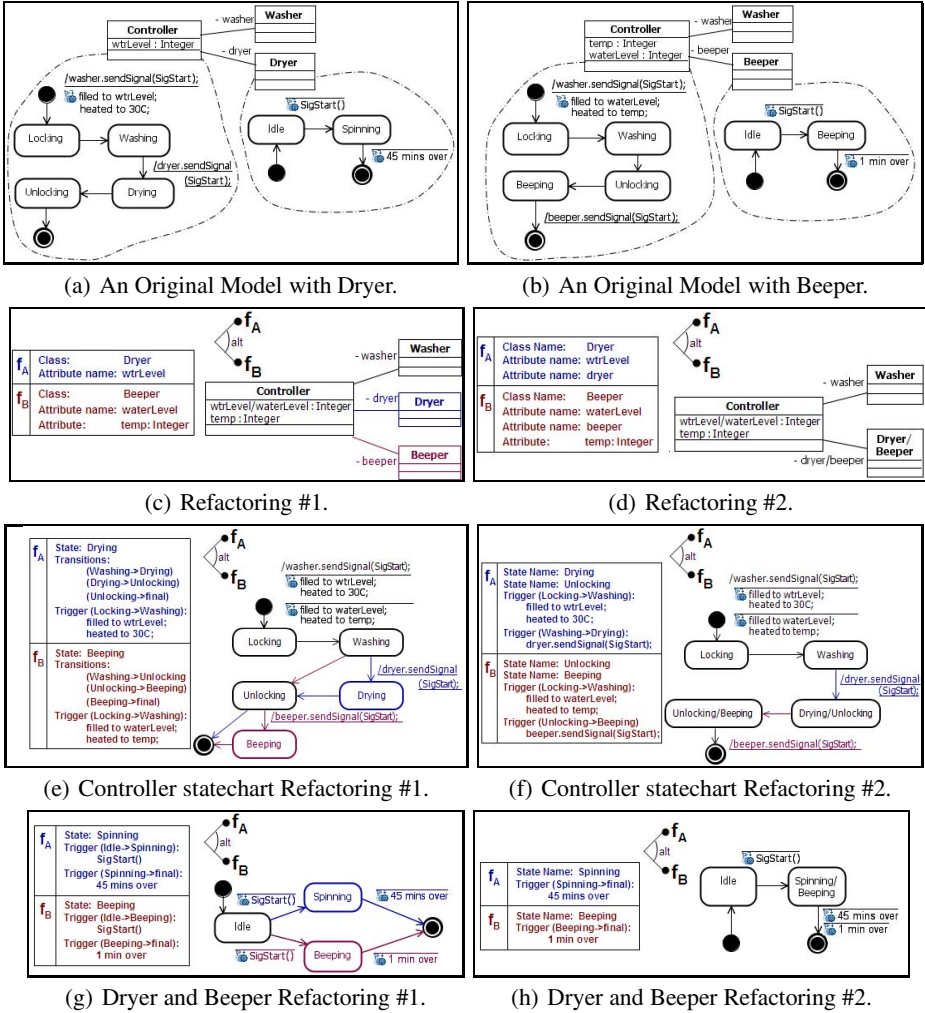 - washer
Washer
Controller
wtrLevel : Integer
- dryer
Dryer
/washer.sendSignal(SigStart);
filled to wtrLevel;
heated to 30C;
Locking
Washing
/dryer.sendSignal
(SigStart);
Unlocking
Drying
SigStart()
Idle
Spinning
45 mins over
(a) An Original Model with Dryer.
- washer
Washer
Controller
temp : Integer
waterLevel : Integer
- beeper
Beeper
/washer.sendSignal(SigStart);
filled to waterLevel;
heated to temp;
Locking
Washing
Beeping
Unlocking
/beeper.sendSignal(SigStart);
SigStart()
Idle
Beeping
1 min over
(b) An Original Model with Beeper.
fA
alt
fB
fA
Class: Dryer
Attribute name: wtrLevel
fB
Class: Beeper
Attribute name: waterLevel
Attribute: temp: Integer
- washer
Washer
Controller
wtrLevel/waterLevel : Integer
temp : Integer
- dryer
Dryer
- beeper
Beeper
(c) Refactoring #1.
fA
alt
fB
fA
Class Name: Dryer
Attribute name: wtrLevel
Attribute name: dryer
fB
Class Name: Beeper
Attribute name: waterLevel
Attribute name: beeper
Attribute: temp: Integer
- washer
Washer
Controller
wtrLevel/waterLevel : Integer
temp : Integer
Dryer/
Beeper
- dryer/beeper
(d) Refactoring #2.
fA
State: Drying
Transitions:
(Washing->Drying)
(Drying->Unlocking)
(Unlocking->final)
Trigger (Locking->Washing):
filled to wtrLevel;
heated to 30C;
fB
State: Beeping
Transitions:
(Washing->Unlocking
(Unlocking->Beeping)
(Beeping->final)
Trigger (Locking->Washing):
filled to waterLevel;
heated to temp;
fA
alt
fB
/washer.sendSignal(SigStart);
filled to wtrLevel;
heated to 30C;
filled to waterLevel;
heated to temp;
Locking
Washing
/dryer.sendSignal
(SigStart);
Unlocking
Drying
/beeper.sendSignal(SigStart);
Beeping
(e) Controller statechart Refactoring #1.
fA
State Name: Drying
State Name: Unlocking
Trigger (Locking->Washing):
filled to wtrLevel;
heated to 30C;
Trigger (Washing->Drying):
dryer.sendSignal(SigStart);
fB
State Name: Unlocking
State Name: Beeping
Trigger (Locking->Washing):
filled to waterLevel;
heated to temp;
Trigger (Unlocking->Beeping)
beeper.sendSignal(SigStart);
fA
alt
fB
/washer.sendSignal(SigStart);
filled to wtrLevel;
heated to 30C;
filled to waterLevel;
heated to temp;
Locking
Washing
/dryer.sendSignal
(SigStart);
Unlocking/Beeping
Drying/Unlocking
/beeper.sendSignal(SigStart);
(f) Controller statechart Refactoring #2.
fA
State: Spinning
Trigger (Idle->Spinning):
SigStart()
Trigger (Spinning->final):
45 mins over
fB
State: Beeping
Trigger (Idle->Beeping):
SigStart()
Trigger (Beeping->final):
1 min over
fA
alt
fB
SigStart()
Spinning
45 mins over
Idle
SigStart()
Beeping
1 min over
(g) Dryer and Beeper Refactoring #1.
fA
State Name: Spinning
Trigger (Spinning->final):
45 mins over
fB
State Name: Beeping
Trigger (Beeping->final):
1 min over
fA
alt
fB
SigStart()
Idle
Spinning/
Beeping
45 mins over
1 min over
(h) Dryer and Beeper Refactoring #2.